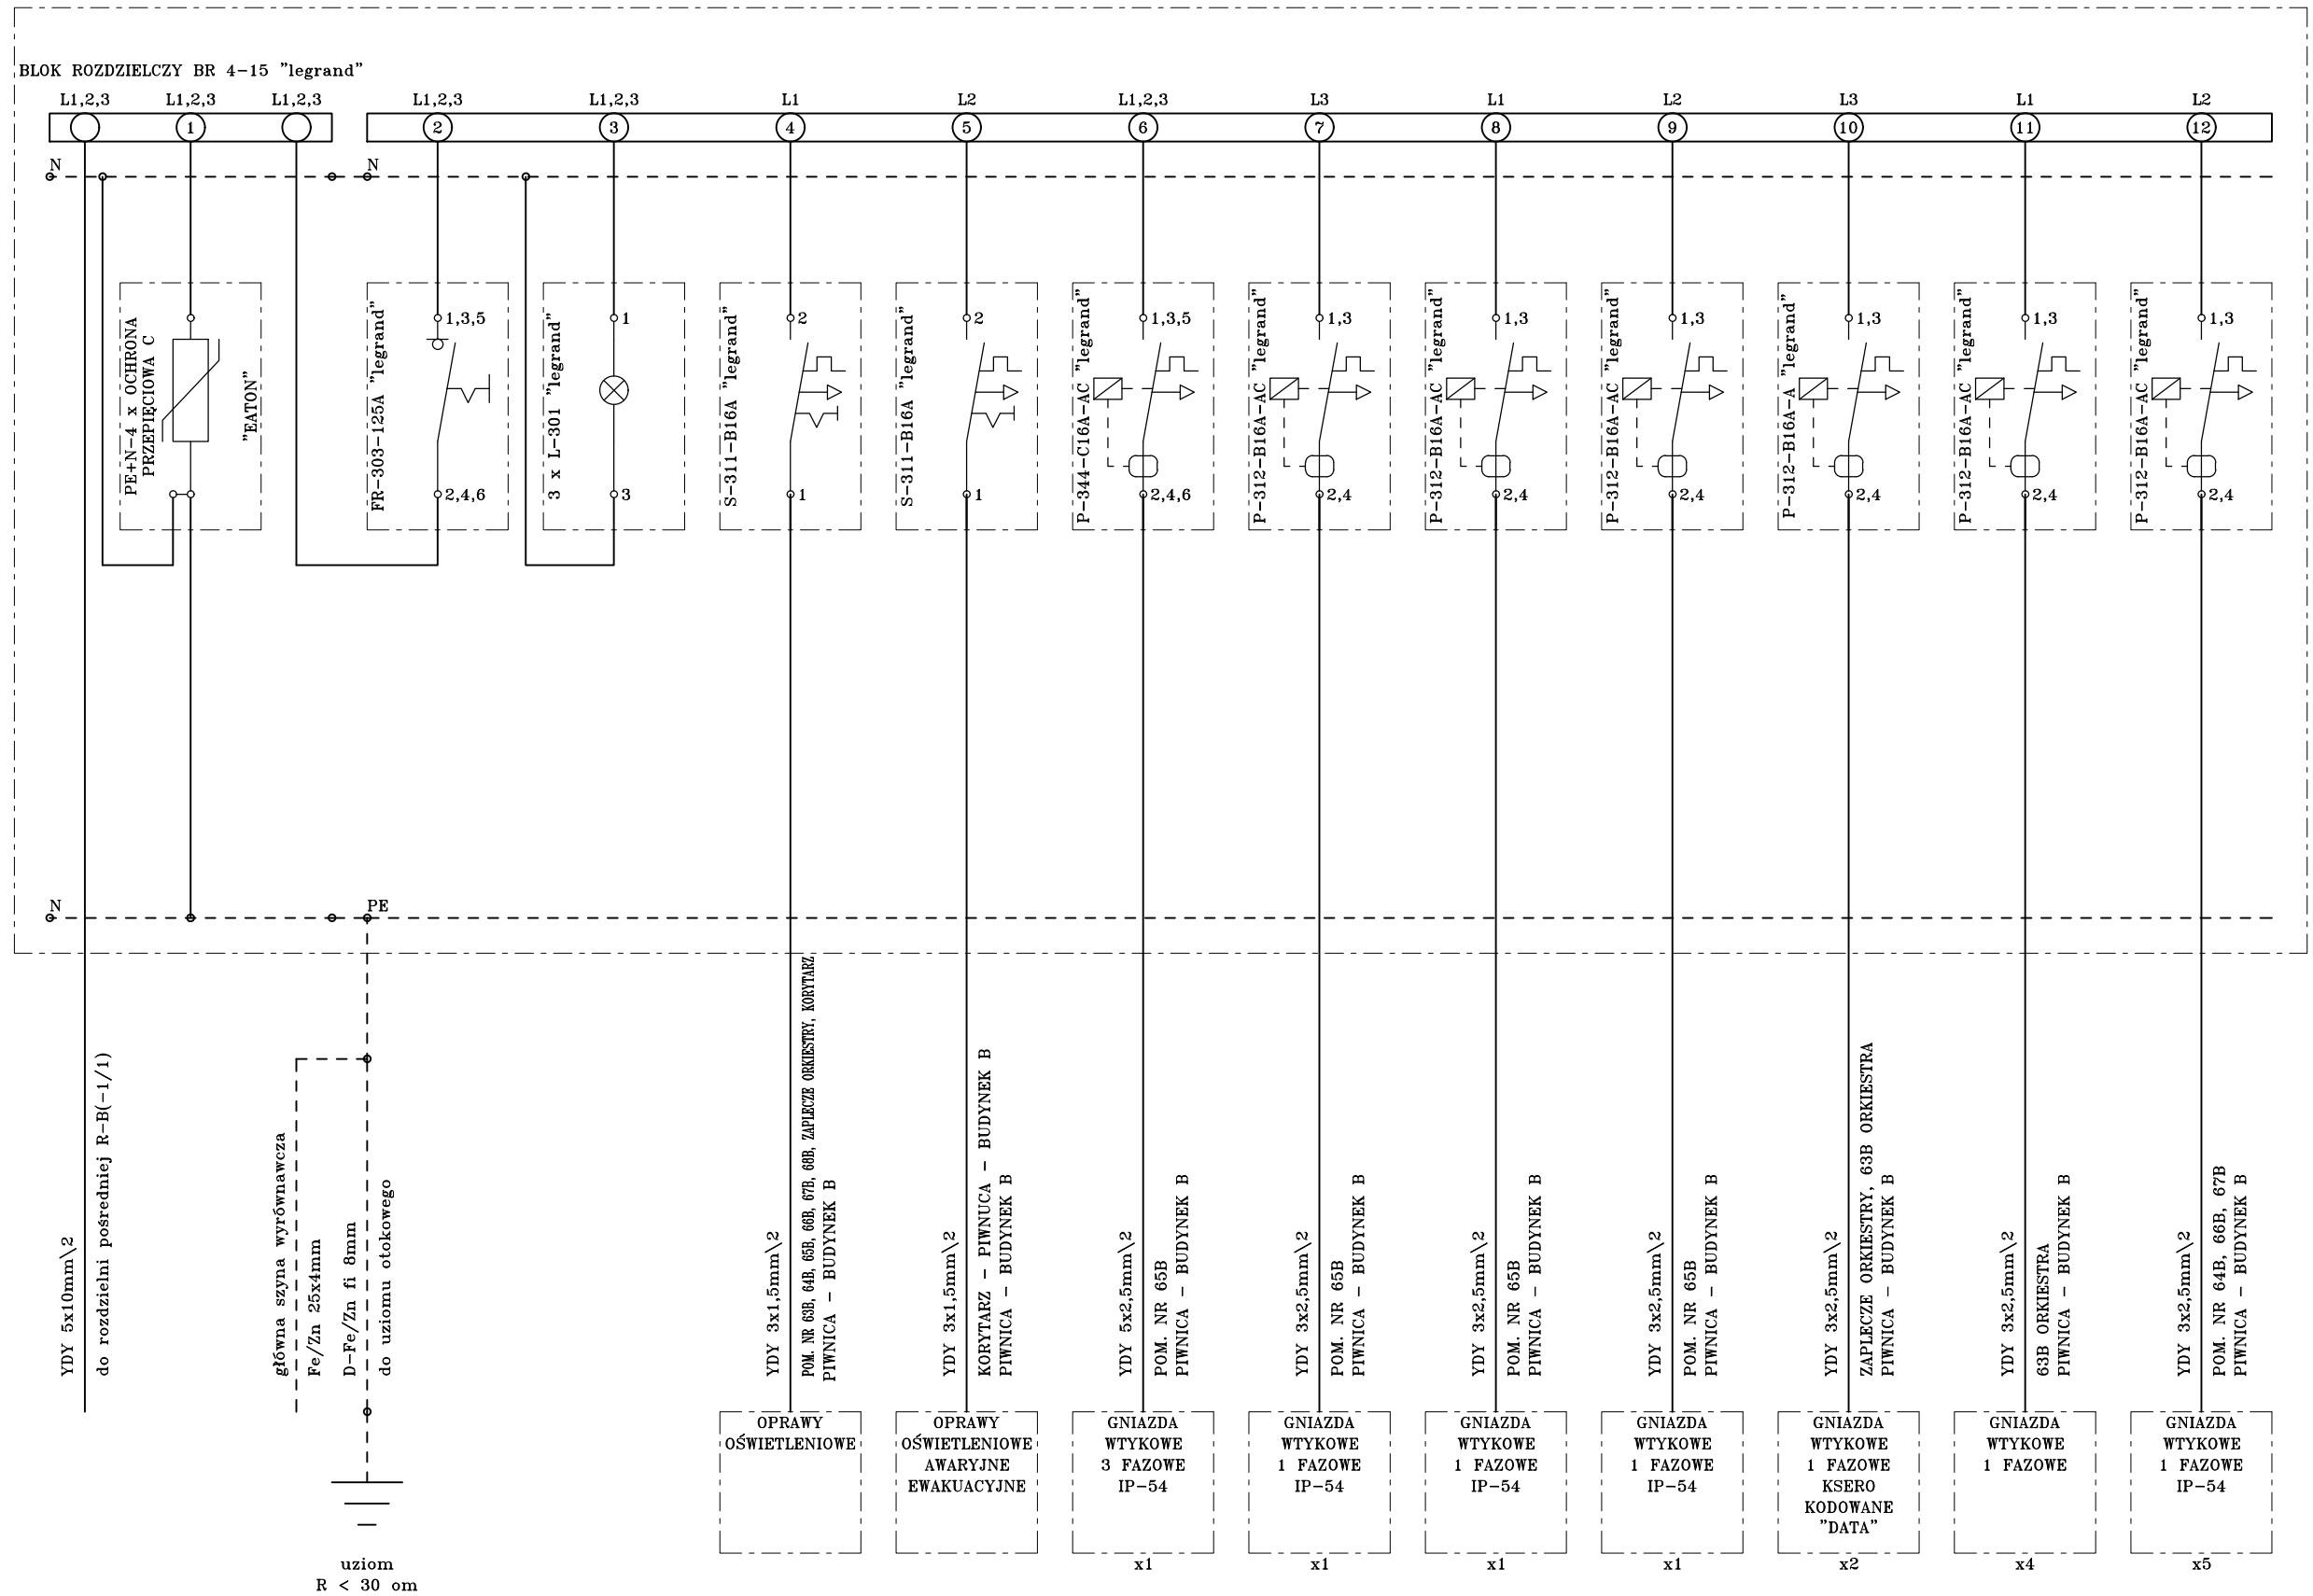 BLOK ROZDZIELCZY BR 4-15 "legrand"
L1,2,3
L1,2,3
L1,2,3
L1,2,3
L1,2,3
L1
L2
L1,2,3
L3
L1
L2
L3
L1
L2
1
2
3
4
5
6
7
8
9
10
11
12
N
N
PE+N-4 x OCHRONA
PRZEPIĘCIOWA C
"EATON"
FR-303-125A "legrand"
1,3,5
2,4,6
3 x L-301 "legrand"
1
3
S-311-B16A "legrand"
2
1
S-311-B16A "legrand"
2
1
P-344-C16A-AC "legrand"
1,3,5
2,4,6
P-312-B16A-AC "legrand"
1,3
2,4
P-312-B16A-AC "legrand"
1,3
2,4
P-312-B16A-AC "legrand"
1,3
2,4
P-312-B16A-A "legrand"
1,3
2,4
P-312-B16A-AC "legrand"
1,3
2,4
P-312-B16A-AC "legrand"
1,3
2,4
N
PE
YDY 5x10mm\2
do rozdzielni pośredniej R-B(-1/1)
główna szyna wyrównawcza
Fe/Zn 25x4mm
D-Fe/Zn fi 8mm
do uziomu otokowego
YDY 3x1,5mm\2
POM. NR 63B, 64B, 65B, 66B, 67B, 68B, ZAPLECZE ORKIESTRY, KORYTARZ
PIWNICA - BUDYNEK B
YDY 3x1,5mm\2
KORYTARZ - PIWNUCA - BUDYNEK B
PIWNICA - BUDYNEK B
YDY 5x2,5mm\2
POM. NR 65B
PIWNICA - BUDYNEK B
YDY 3x2,5mm\2
POM. NR 65B
PIWNICA - BUDYNEK B
YDY 3x2,5mm\2
POM. NR 65B
PIWNICA - BUDYNEK B
YDY 3x2,5mm\2
POM. NR 65B
PIWNICA - BUDYNEK B
YDY 3x2,5mm\2
ZAPLECZE ORKIESTRY, 63B ORKIESTRA
PIWNICA - BUDYNEK B
YDY 3x2,5mm\2
63B ORKIESTRA
PIWNICA - BUDYNEK B
YDY 3x2,5mm\2
POM. NR 64B, 66B, 67B
PIWNICA - BUDYNEK B
OPRAWY
OŚWIETLENIOWE
OPRAWY
OŚWIETLENIOWE
AWARYJNE
EWAKUACYJNE
GNIAZDA
WTYKOWE
3 FAZOWE
IP-54
x1
GNIAZDA
WTYKOWE
1 FAZOWE
IP-54
x1
GNIAZDA
WTYKOWE
1 FAZOWE
IP-54
x1
GNIAZDA
WTYKOWE
1 FAZOWE
IP-54
x1
GNIAZDA
WTYKOWE
1 FAZOWE
KSERO
KODOWANE
"DATA"
x2
GNIAZDA
WTYKOWE
1 FAZOWE
x4
GNIAZDA
WTYKOWE
1 FAZOWE
IP-54
x5
uziom
R < 30 om